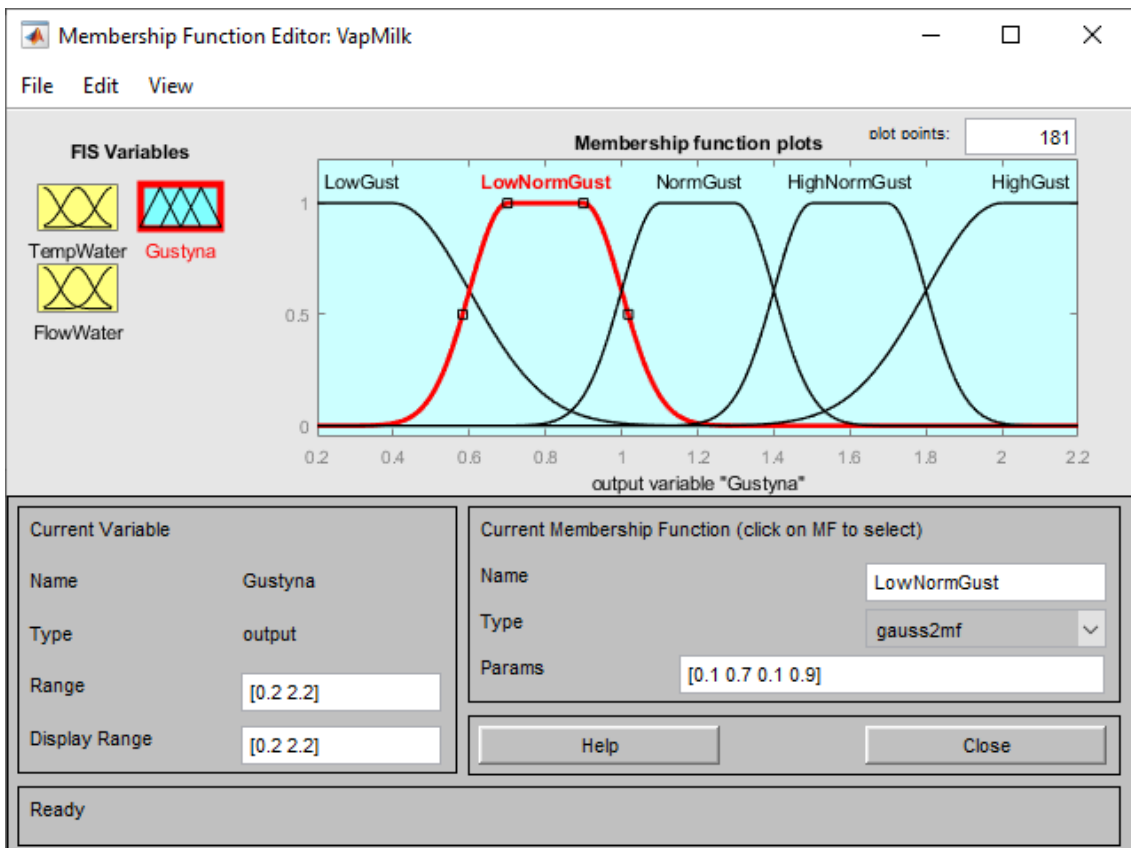 Membership Function Editor: VapMilk
File Edit View
FIS Variables
TempWater Gustyna
FlowWater
Membership function plots
plot points: 181
LowGust LowNormGust NormGust HighNormGust HighGust
1
0.5
0
0.2 0.4 0.6 0.8 1 1.2 1.4 1.6 1.8 2 2.2
output variable "Gustyna"
Current Variable
Name Gustyna
Type output
Range [0.2 2.2]
Display Range [0.2 2.2]
Current Membership Function (click on MF to select)
Name LowNormGust
Type gauss2mf
Params [0.1 0.7 0.1 0.9]
Help Close
Ready